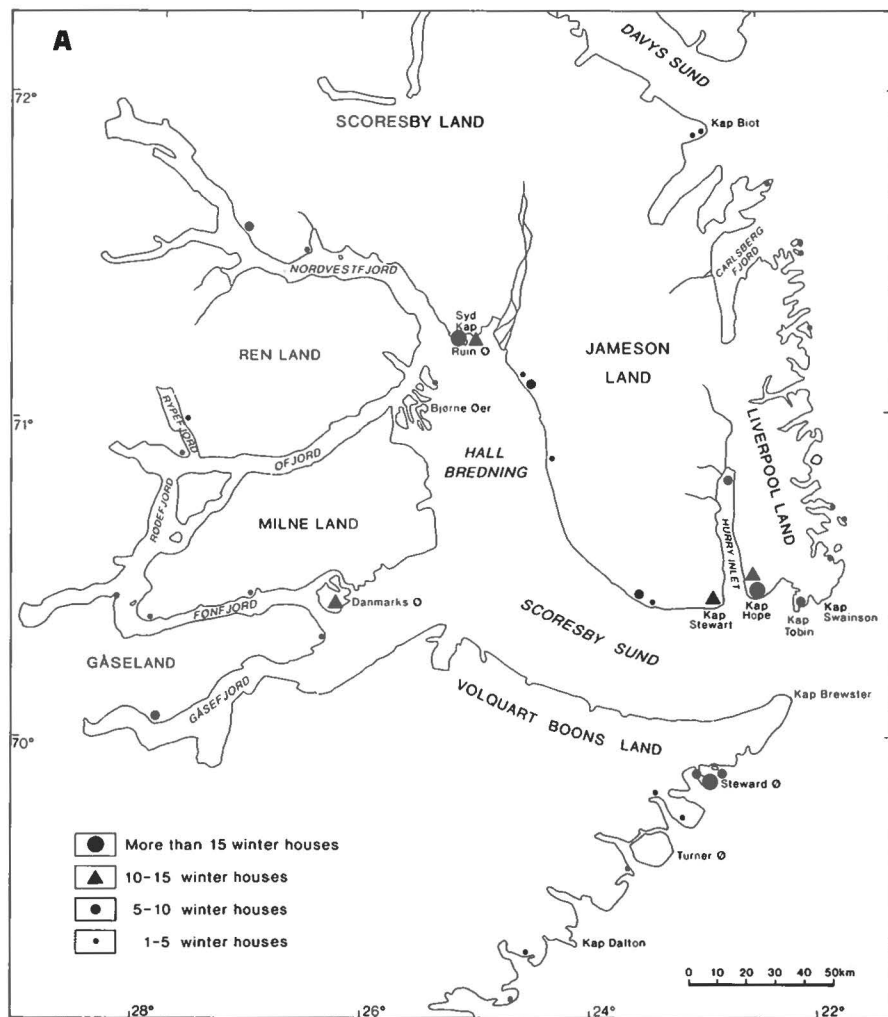 A
DAVYS SUND
72°
Kap Biot
SCORESBY LAND
CARLSBERG
FJORD
NORDVESTFJORD
Syd
Kap
Ruin Ø
REN LAND
JAMESON
LAND
71°
Bjørne Øer
RYPEFJORD
ØFJORD
HALL
BREDNING
LIVERPOOL LAND
RØDEFJORD
MILNE LAND
HURRY INLET
FØNFJORD
Danmarks Ø
Kap
Stewart
Kap
Hope
Kap
Tobin
Kap
Swainson
SCORESBY SUND
GÅSELAND
GÅSEFJORD
VOLQUART BOONS LAND
Kap Brewster
70°
Steward Ø
More than 15 winter houses
Turner Ø
10-15 winter houses
5-10 winter houses
1-5 winter houses
Kap Dalton
0 10 20 30 40 50km
28°
26°
24°
22°